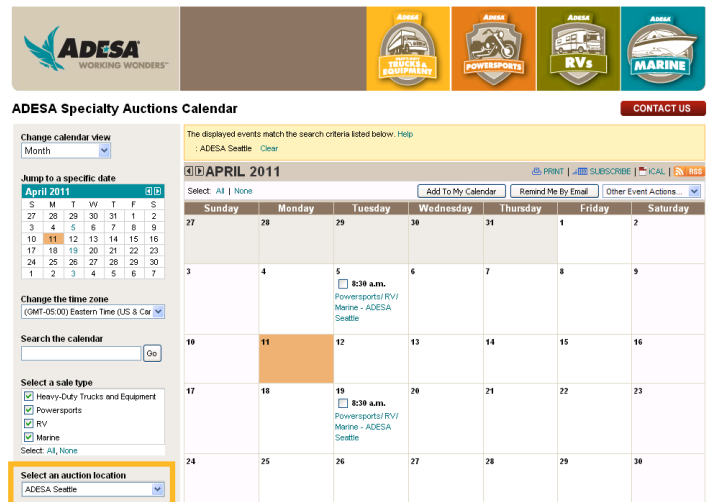 ADESA
WORKING WONDERS™
ADESA
HEAVY-DUTY
TRUCKS &
EQUIPMENT
ADESA
POWERSPORTS
ADESA
RVs
ADESA
MARINE
ADESA Specialty Auctions Calendar
CONTACT US
Change calendar view
Month
Jump to a specific date
April 2011
S M T W T F S
27 28 29 30 31 1 2
3 4 5 6 7 8 9
10 11 12 13 14 15 16
17 18 19 20 21 22 23
24 25 26 27 28 29 30
1 2 3 4 5 6 7
Change the time zone
(GMT-05:00) Eastern Time (US & Car
Search the calendar
Go
Select a sale type
Heavy-Duty Trucks and Equipment
Powersports
RV
Marine
Select: All, None
Select an auction location
ADESA Seattle
The displayed events match the search criteria listed below. Help
: ADESA Seattle Clear
APRIL 2011
PRINT | SUBSCRIBE | iCAL | RSS
Select: All | None
Add To My Calendar Remind Me By Email Other Event Actions...
Sunday Monday Tuesday Wednesday Thursday Friday Saturday
27 28 29 30 31 1 2
3 4 5 6 7 8 9
8:30 a.m.
Powersports/ RV/
Marine - ADESA
Seattle
10 11 12 13 14 15 16
17 18 19 20 21 22 23
8:30 a.m.
Powersports/ RV/
Marine - ADESA
Seattle
24 25 26 27 28 29 30